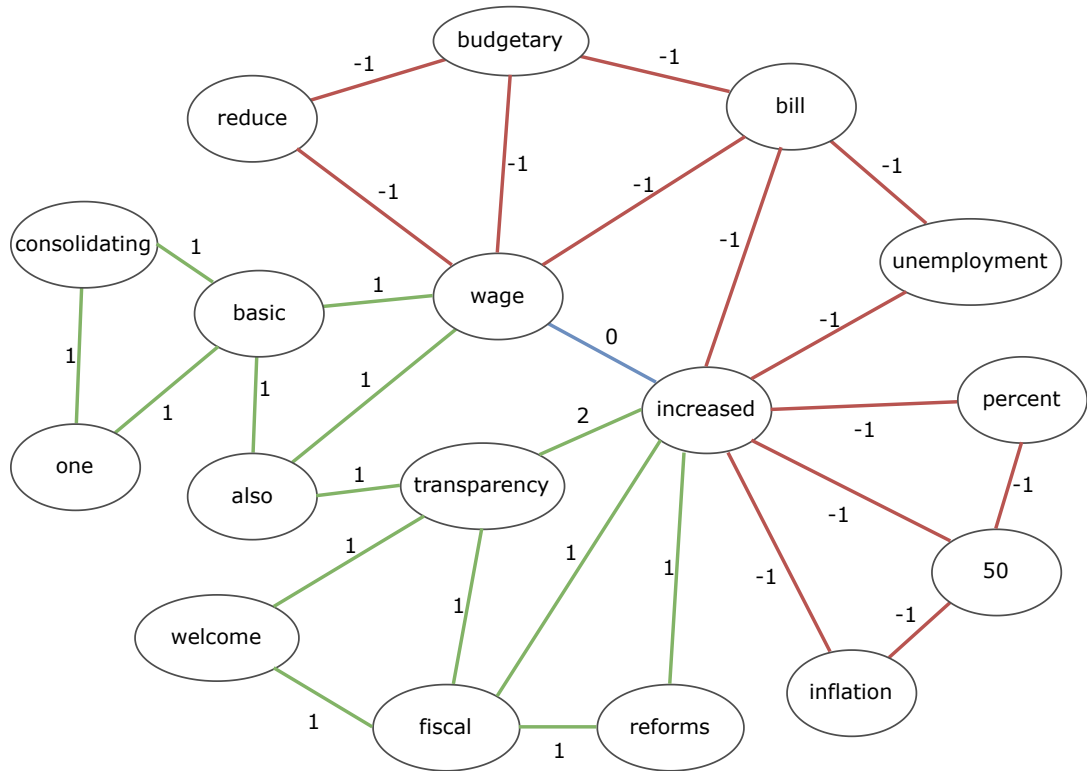 budgetary
-1
-1
reduce
bill
-1
-1
-1
-1
-1
consolidating
1
unemployment
basic
1
wage
0
-1
1
1
1
1
increased
2
percent
-1
one
also
1
transparency
-1
-1
1
1
1
-1
50
1
-1
welcome
inflation
1
fiscal
1
reforms